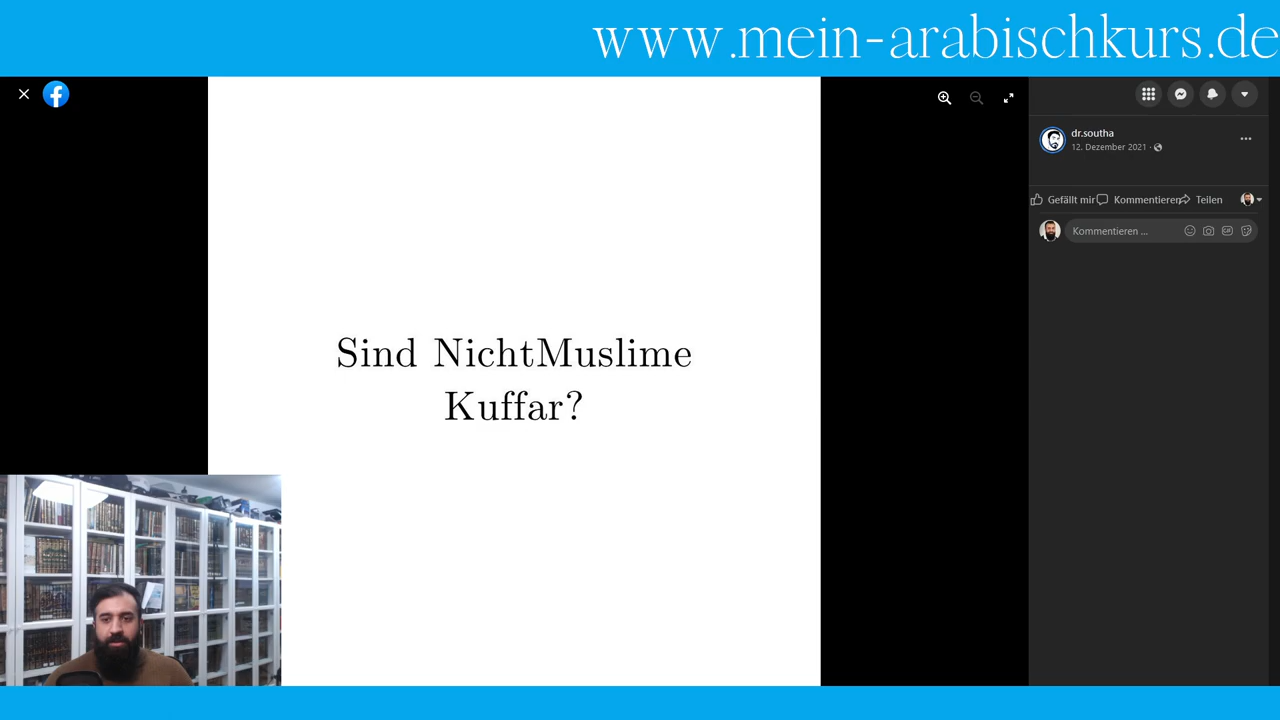 www.mein-arabischkurs.de
dr.southa
12. Dezember 2021 ·
Gefällt mir Kommentieren Teilen
Kommentieren ...
Sind NichtMuslime
Kuffar?